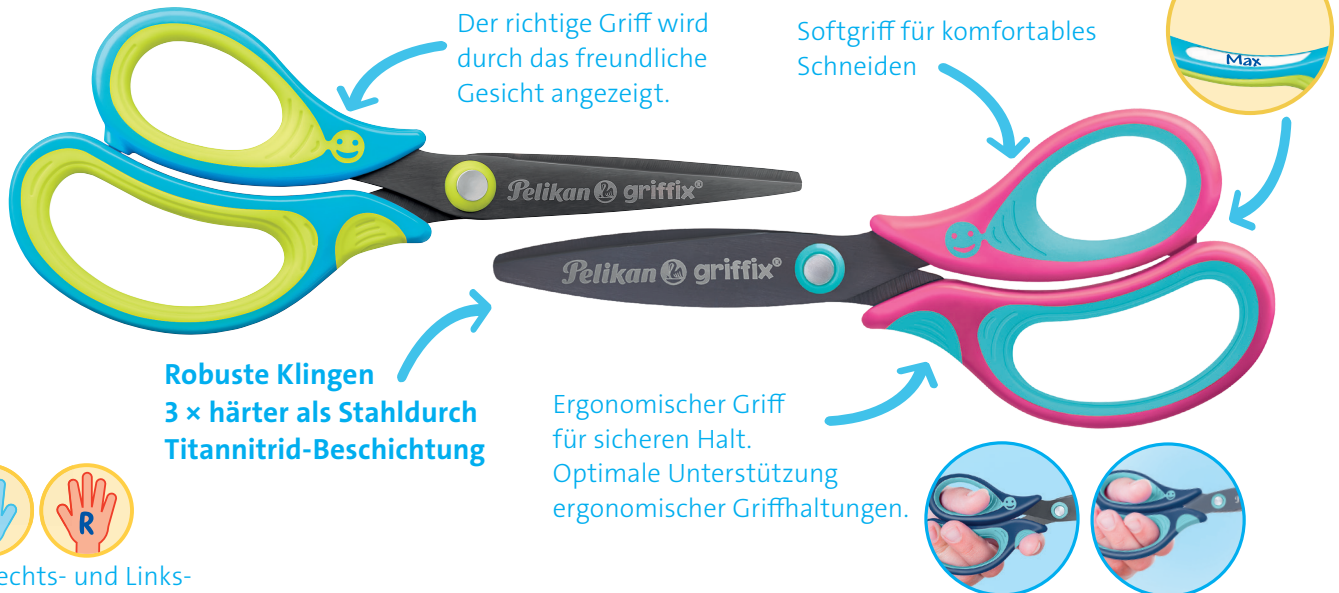 Der richtige Griff wird
durch das freundliche
Gesicht angezeigt.
Softgriff für komfortables
Schneiden
Max
Pelikan griffix®
Pelikan griffix®
Robuste Klingen
3 × härter als Stahldurch
Titannitrid-Beschichtung
Ergonomischer Griff
für sicheren Halt.
Optimale Unterstützung
ergonomischer Griffhaltungen.
R
echts- und Links-